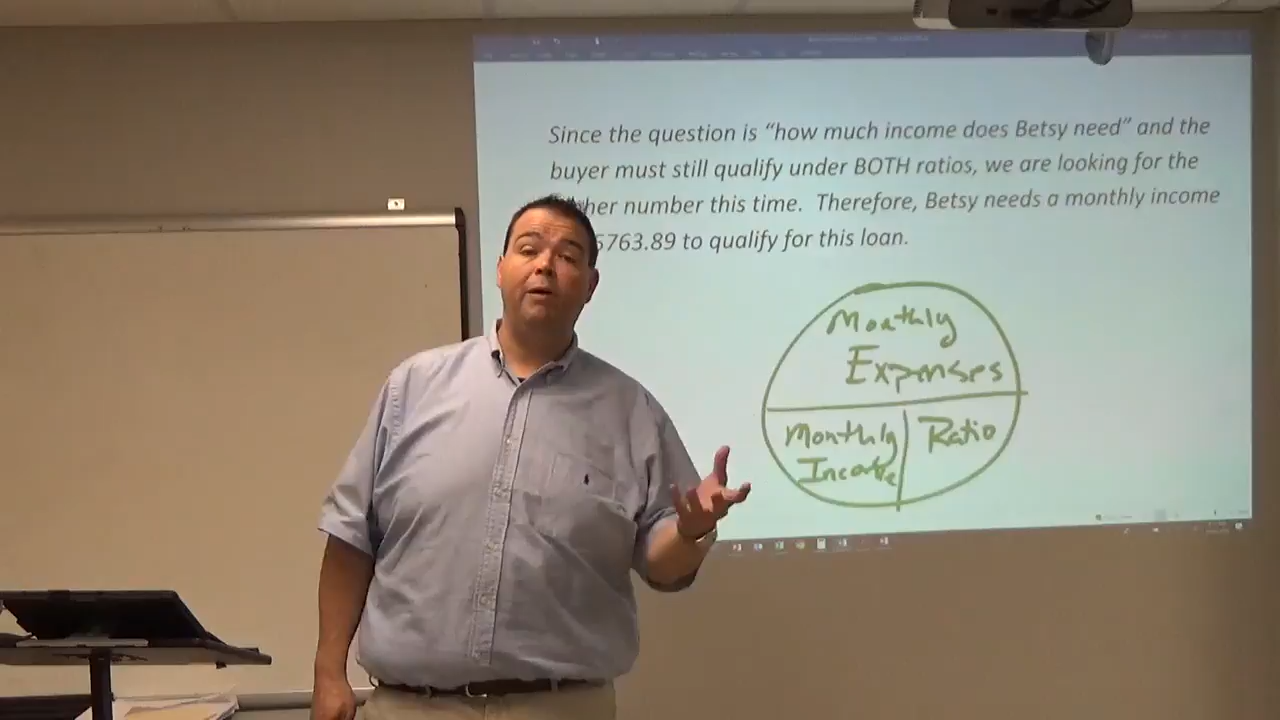 Since the question is “how much income does Betsy need” and the
buyer must still qualify under BOTH ratios, we are looking for the
number this time. Therefore, Betsy needs a monthly income
5763.89 to qualify for this loan.
Monthly
Expenses
Monthly
Income
Ratio